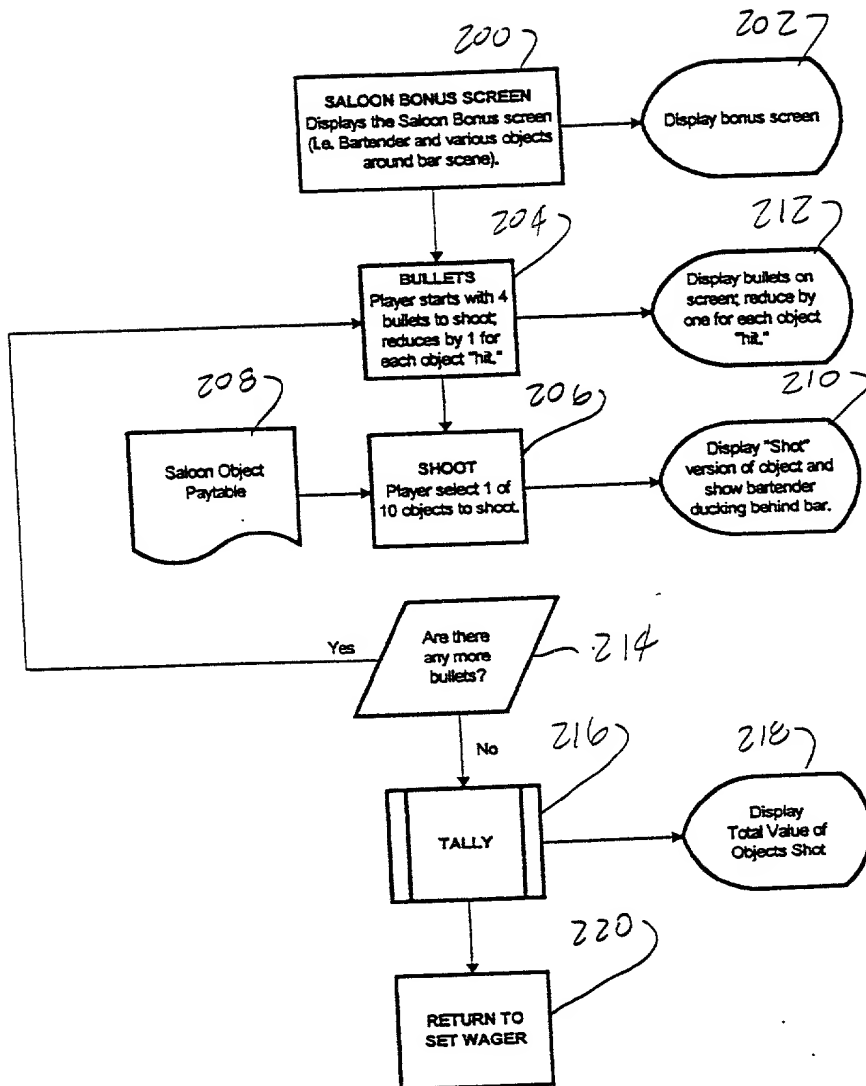 200
202
SALOON BONUS SCREEN
Displays the Saloon Bonus screen
(i.e. Bartender and various objects
around bar scene).
Display bonus screen
204
212
BULLETS
Player starts with 4
bullets to shoot;
reduces by 1 for
each object "hit."
Display bullets on
screen; reduce by
one for each object
"hit."
208
206
210
Saloon Object
Paytable
SHOOT
Player select 1 of
10 objects to shoot.
Display "Shot"
version of object and
show bartender
ducking behind bar.
Yes
Are there
any more
bullets?
214
No
216
218
TALLY
Display
Total Value of
Objects Shot
220
RETURN TO
SET WAGER